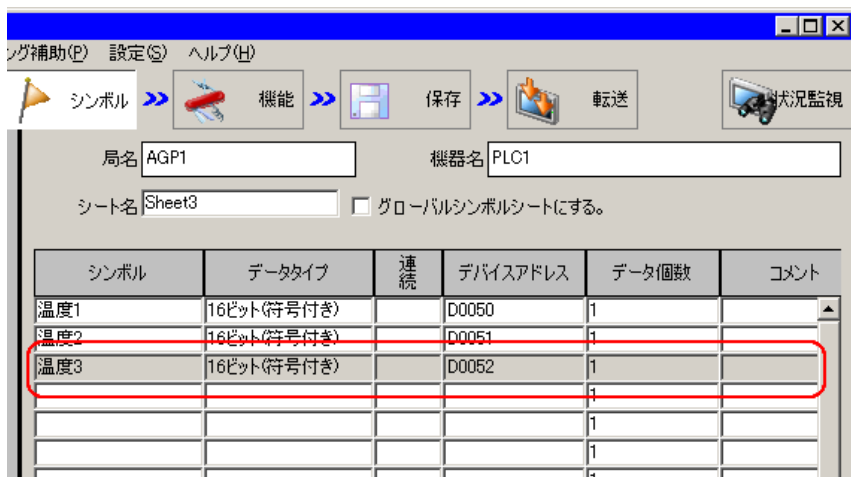 ング補助(P) 設定(S) ヘルプ(H)
シンボル 機能 保存 転送 状況監視
局名 AGP1 機器名 PLC1
シート名 Sheet3 グローバルシンボルシートにする。
シンボル データタイプ 連続 デバイスアドレス データ個数 コメント
温度1 16ビット(符号付き) D0050 1
温度2 16ビット(符号付き) D0051 1
温度3 16ビット(符号付き) D0052 1
1
1
1